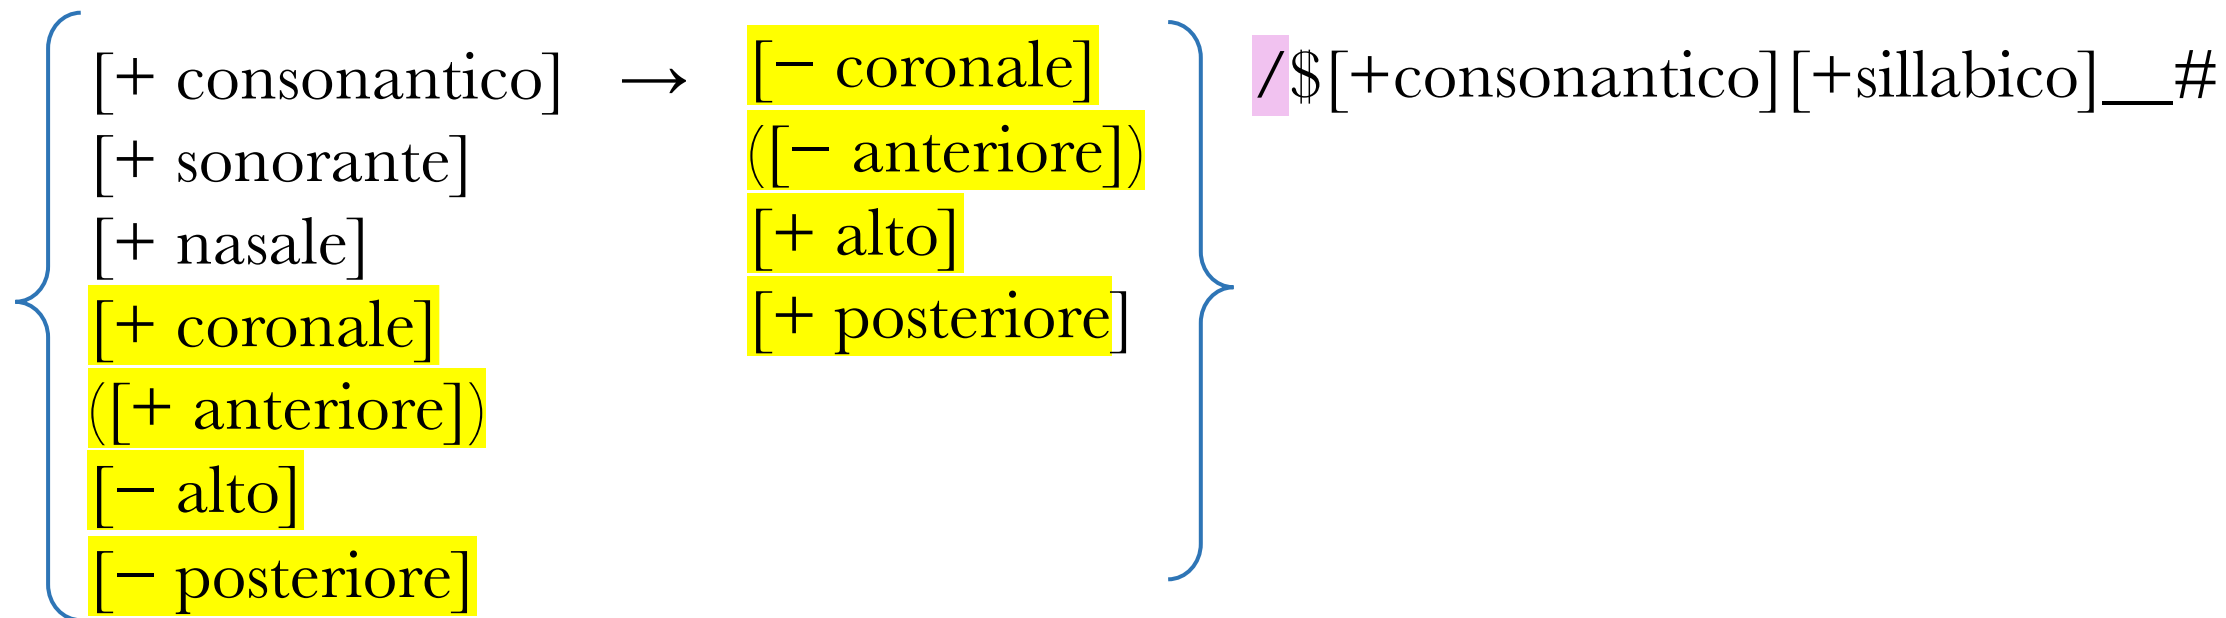 [+ consonantico] → [− coronale] /$[+consonantico][+sillabico]__#
[+ sonorante] ([− anteriore])
[+ nasale] [+ alto]
[+ coronale] [+ posteriore]
([+ anteriore])
[− alto]
[− posteriore]